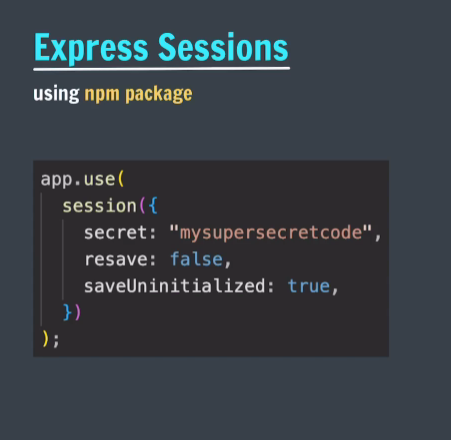 Express Sessions
using npm package
app.use(
session({
secret: "mysupersecretcode",
resave: false,
saveUninitialized: true,
})
);